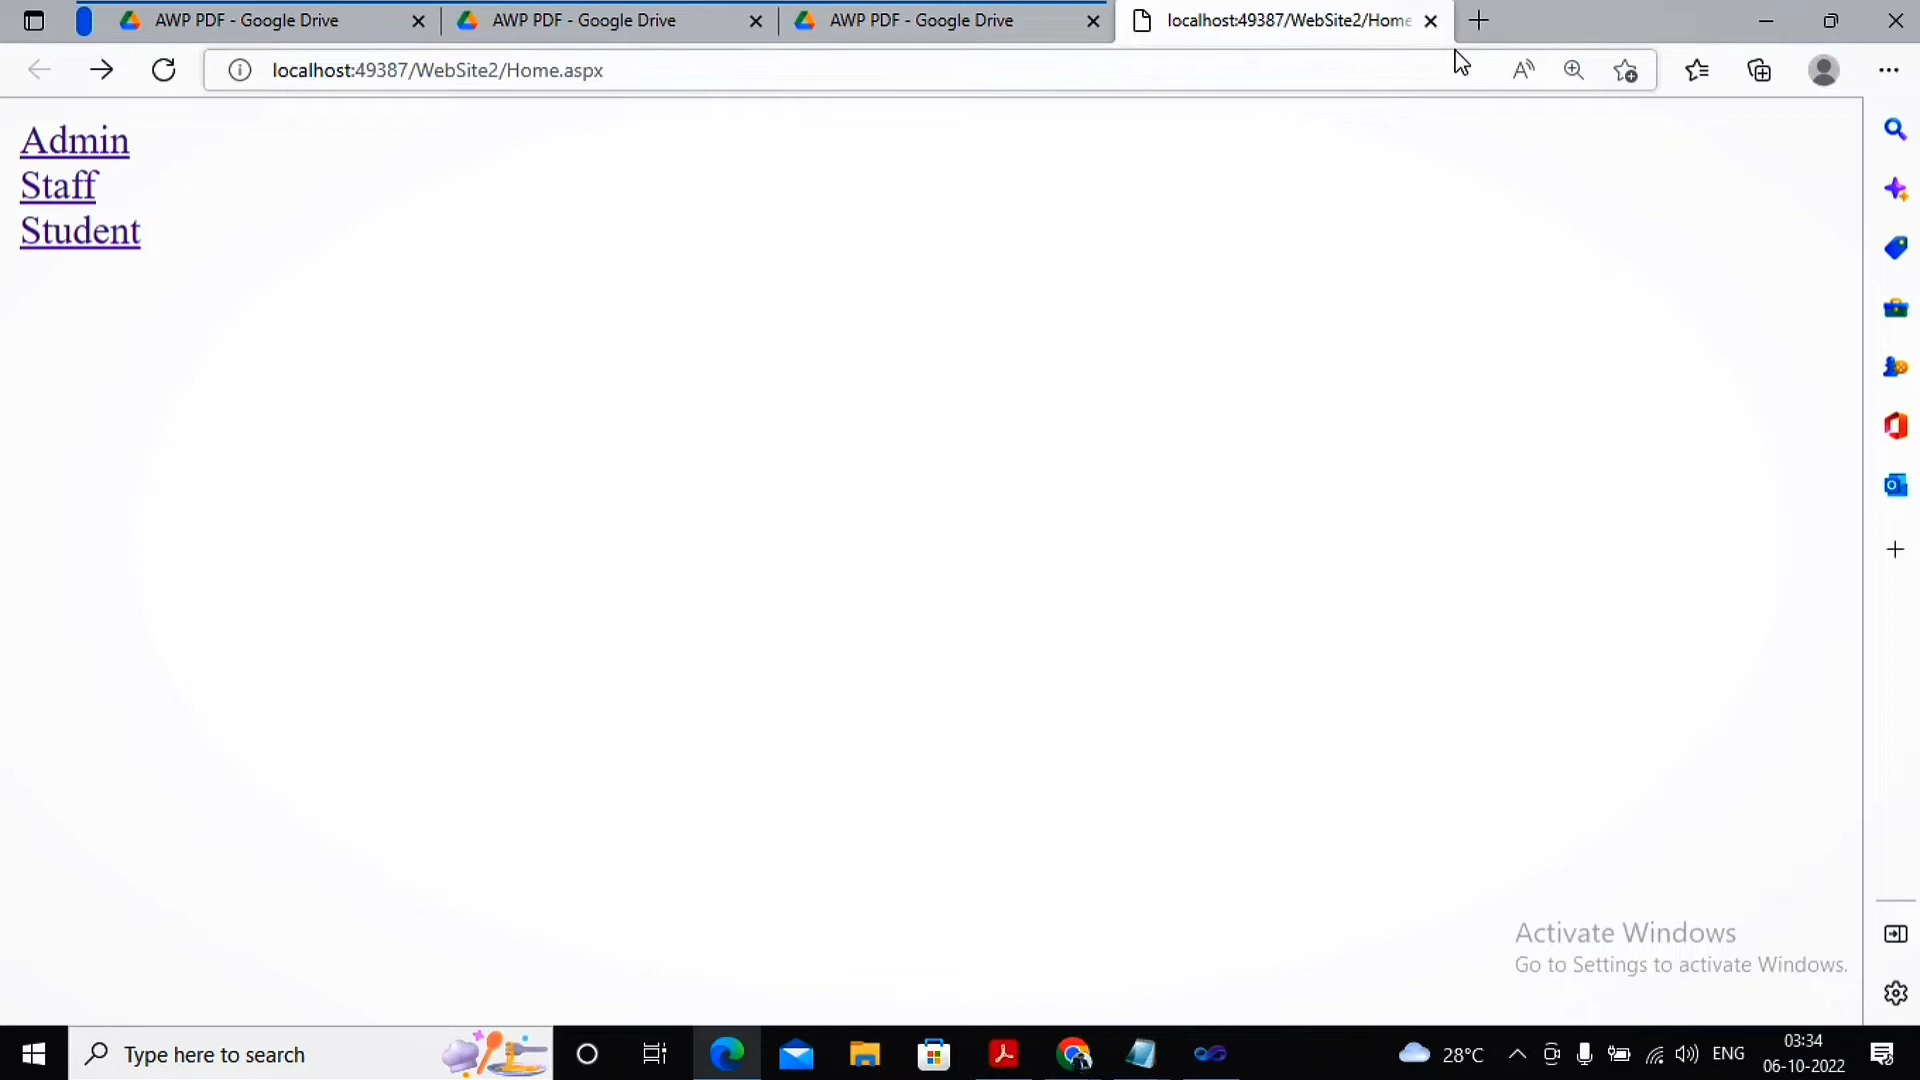 AWP PDF - Google Drive
AWP PDF - Google Drive
AWP PDF - Google Drive
localhost:49387/WebSite2/Home
localhost:49387/WebSite2/Home.aspx
Admin
Staff
Student
Activate Windows
Go to Settings to activate Windows.
Type here to search
28°C
ENG
03:34
06-10-2022